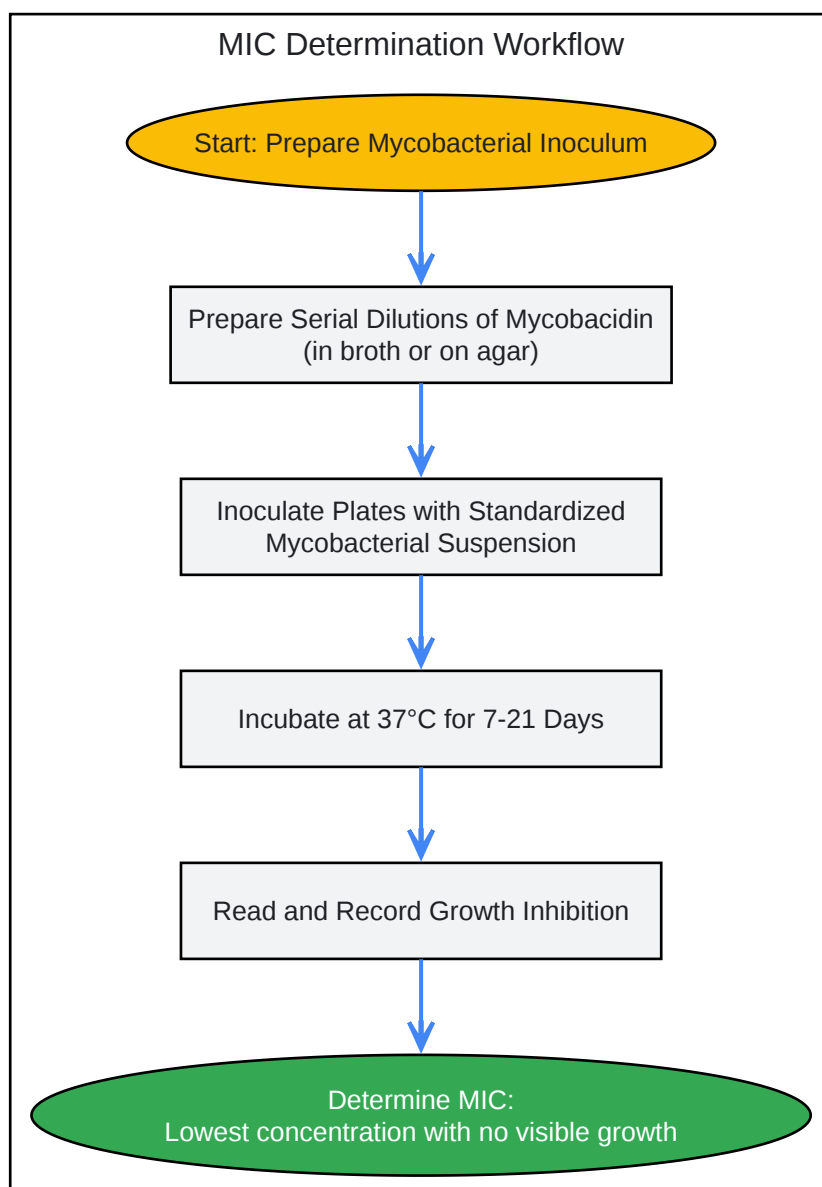 MIC Determination Workflow
Start: Prepare Mycobacterial Inoculum
Prepare Serial Dilutions of Mycobacidin
(in broth or on agar)
Inoculate Plates with Standardized
Mycobacterial Suspension
Incubate at 37°C for 7-21 Days
Read and Record Growth Inhibition
Determine MIC:
Lowest concentration with no visible growth